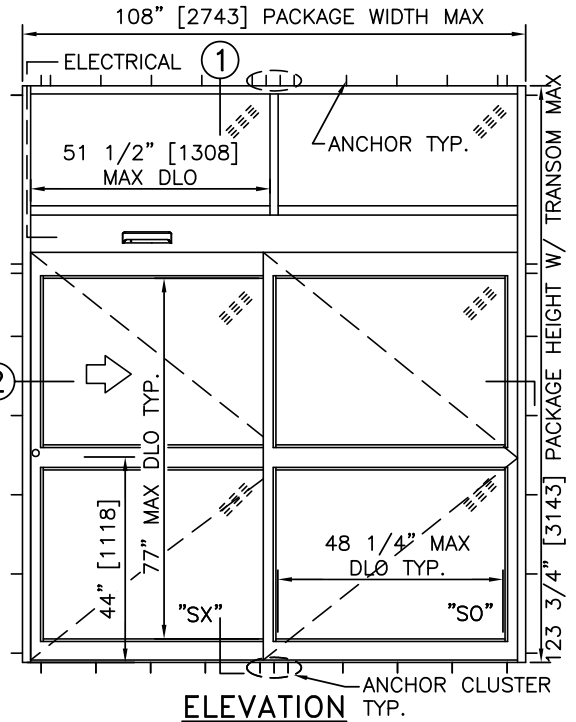 108" [2743] PACKAGE WIDTH MAX
ELECTRICAL
1
51 1/2" [1308]
MAX DLO
ANCHOR TYP.
123 3/4" [3143] PACKAGE HEIGHT W/ TRANSOM MAX
2
77" MAX DLO TYP.
44" [1118]
48 1/4" MAX
DLO TYP.
"SX"
"SO"
ELEVATION
ANCHOR CLUSTER
TYP.